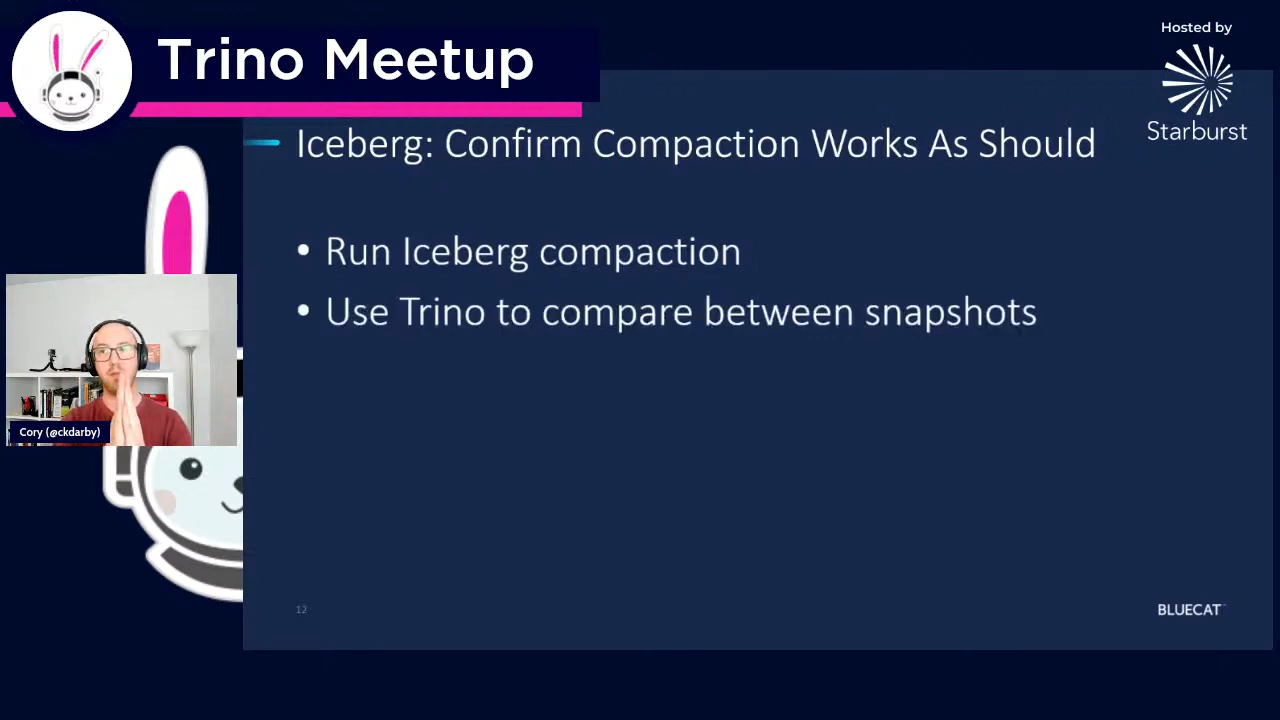 Trino Meetup
Hosted by
Starburst
Iceberg: Confirm Compaction Works As Should
• Run Iceberg compaction
• Use Trino to compare between snapshots
Cory (@ckdarby)
12
BLUECAT